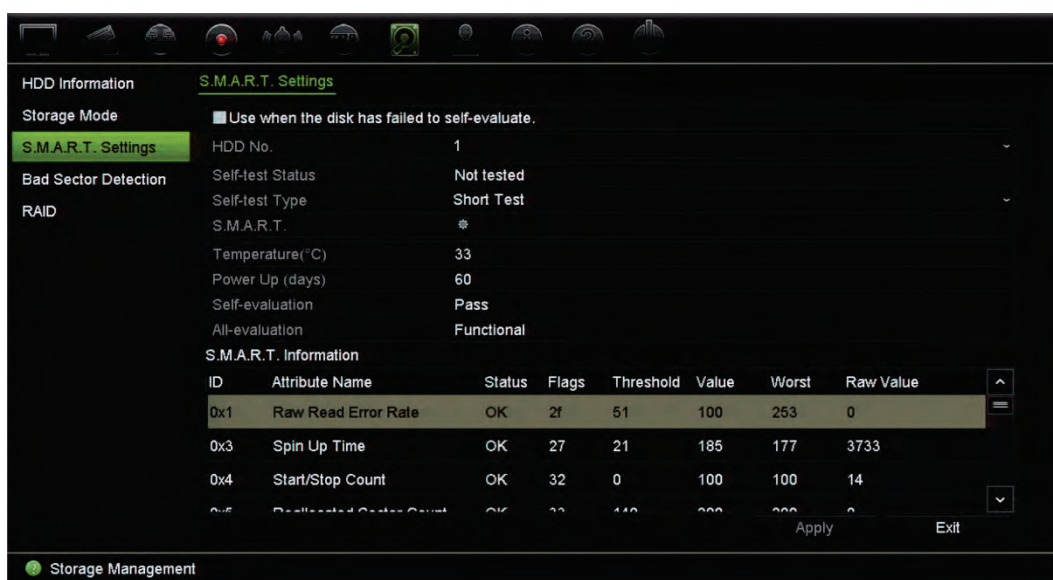 HDD Information
S.M.A.R.T. Settings
Storage Mode
Use when the disk has failed to self-evaluate.
S.M.A.R.T. Settings
HDD No. 1
Bad Sector Detection
Self-test Status Not tested
RAID
Self-test Type Short Test
S.M.A.R.T.
Temperature(°C) 33
Power Up (days) 60
Self-evaluation Pass
All-evaluation Functional
S.M.A.R.T. Information
ID Attribute Name Status Flags Threshold Value Worst Raw Value
0x1 Raw Read Error Rate OK 2f 51 100 253 0
0x3 Spin Up Time OK 27 21 185 177 3733
0x4 Start/Stop Count OK 32 0 100 100 14
Reallocated Sector Count OK
Apply Exit
Storage Management